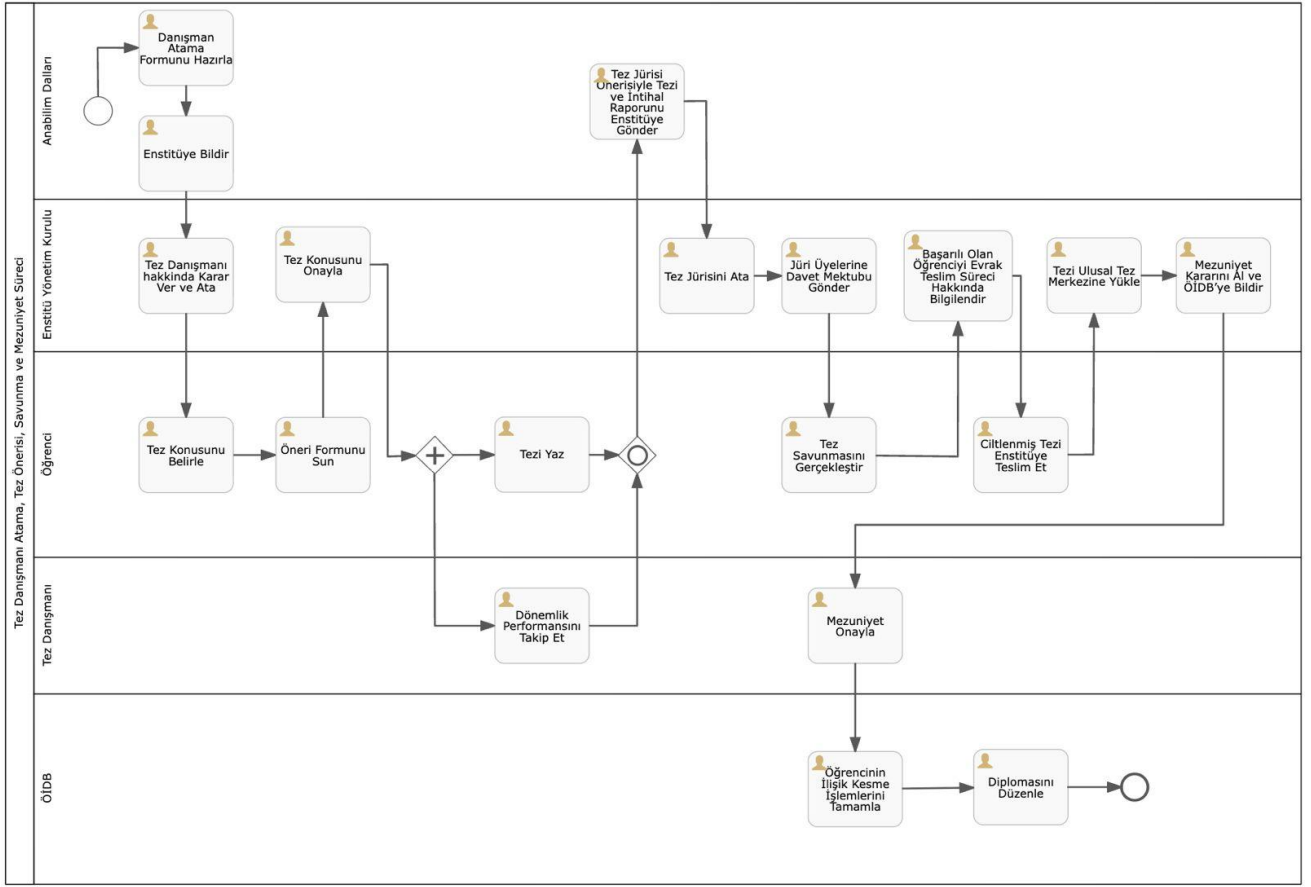 Tez Danışmanı Atama, Tez Önerisi, Savunma ve Mezuniyet Süreci
Anabilim Dalları
Danışman
Atama
Formunu Hazırla
Enstitüye Bildir
Tez Jürisi
Önerisiyle Tezi
ve İntihal
Raporunu
Enstitüye
Gönder
Enstitü Yönetim Kurulu
Tez Danışmanı
hakkinda Karar
Ver ve Ata
Tez Konusunu
Onayla
Tez Jürisini Ata
Jüri Üyelerine
Davet Mektubu
Gönder
Başarılı Olan
Öğrenciyi Evrak
Teslim Süreci
Hakkında
Bilgilendir
Tezi Ulusal Tez
Merkezine Yükle
Mezuniyet
Kararını Al ve
ÖİDB'ye Bildir
Öğrenci
Tez Konusunu
Belirle
Öneri Formunu
Sun
Tezi Yaz
Tez
Savunmasını
Gerçekleştir
Ciltlenmiş Tezi
Enstitüye
Teslim Et
Tez Danışmanı
Dönemlik
Performansını
Takip Et
Mezuniyet
Onayla
ÖİDB
Öğrencinin
İlişik Kesme
İşlemlerini
Tamamla
Diplomasını
Düzenle